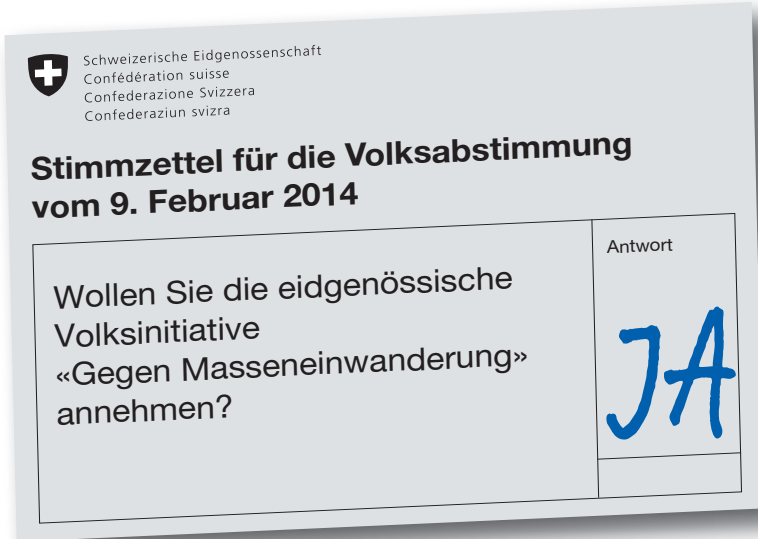 Schweizerische Eidgenossenschaft
Confédération suisse
Confederazione Svizzera
Confederaziun svizra
Stimmzettel für die Volksabstimmung
vom 9. Februar 2014
Wollen Sie die eidgenössische
Volksinitiative
«Gegen Masseneinwanderung»
annehmen?
Antwort
JA